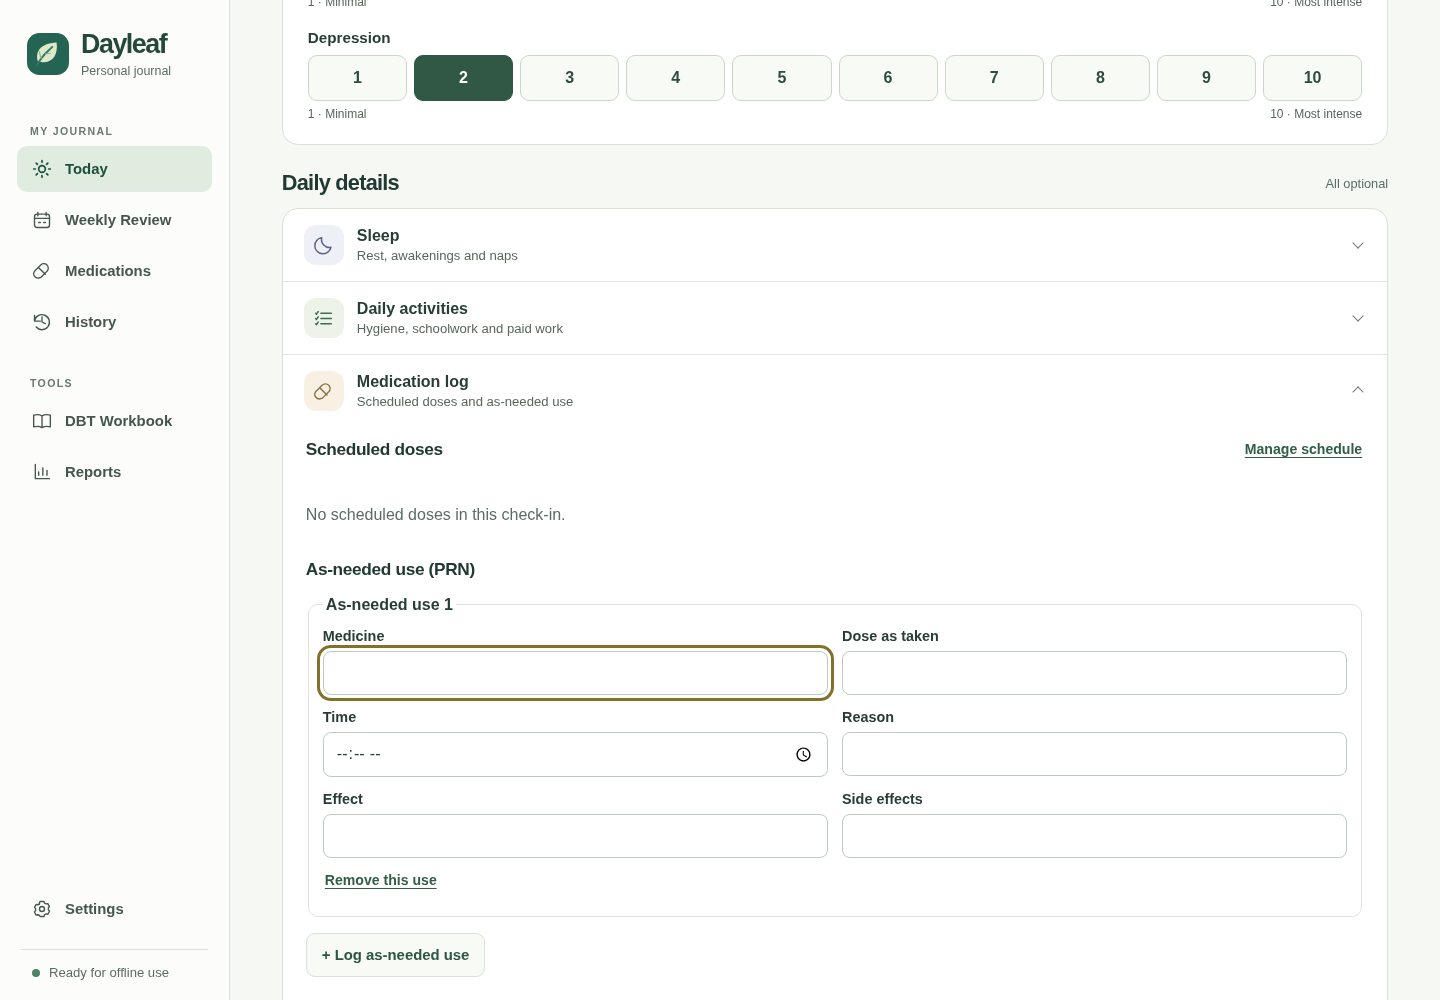 Dayleaf
Personal journal
MY JOURNAL
Today
Weekly Review
Medications
History
TOOLS
DBT Workbook
Reports
Settings
Ready for offline use
1 · Minimal 10 · Most intense
Depression
1 2 3 4 5 6 7 8 9 10
1 · Minimal 10 · Most intense
Daily details All optional
Sleep
Rest, awakenings and naps
Daily activities
Hygiene, schoolwork and paid work
Medication log
Scheduled doses and as-needed use
Scheduled doses Manage schedule
No scheduled doses in this check-in.
As-needed use (PRN)
As-needed use 1
Medicine Dose as taken
Time Reason
--:-- --
Effect Side effects
Remove this use
+ Log as-needed use